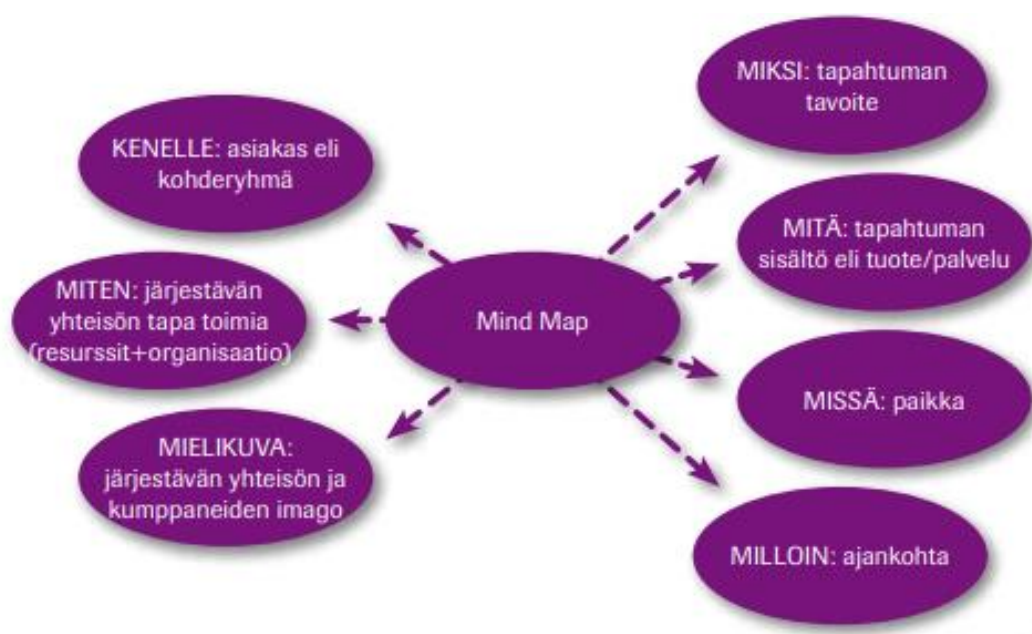 MIKSI: tapahtuman
tavoite
KENELLE: asiakas eli
kohderyhmä
MITÄ: tapahtuman
sisältö eli tuote/palvelu
MITEN: järjestävän
yhteisön tapa toimia
(resurssit+organisaatio)
Mind Map
MISSÄ: paikka
MIELIKUVA:
järjestävän yhteisön ja
kumppaneiden imago
MILLOIN: ajankohta